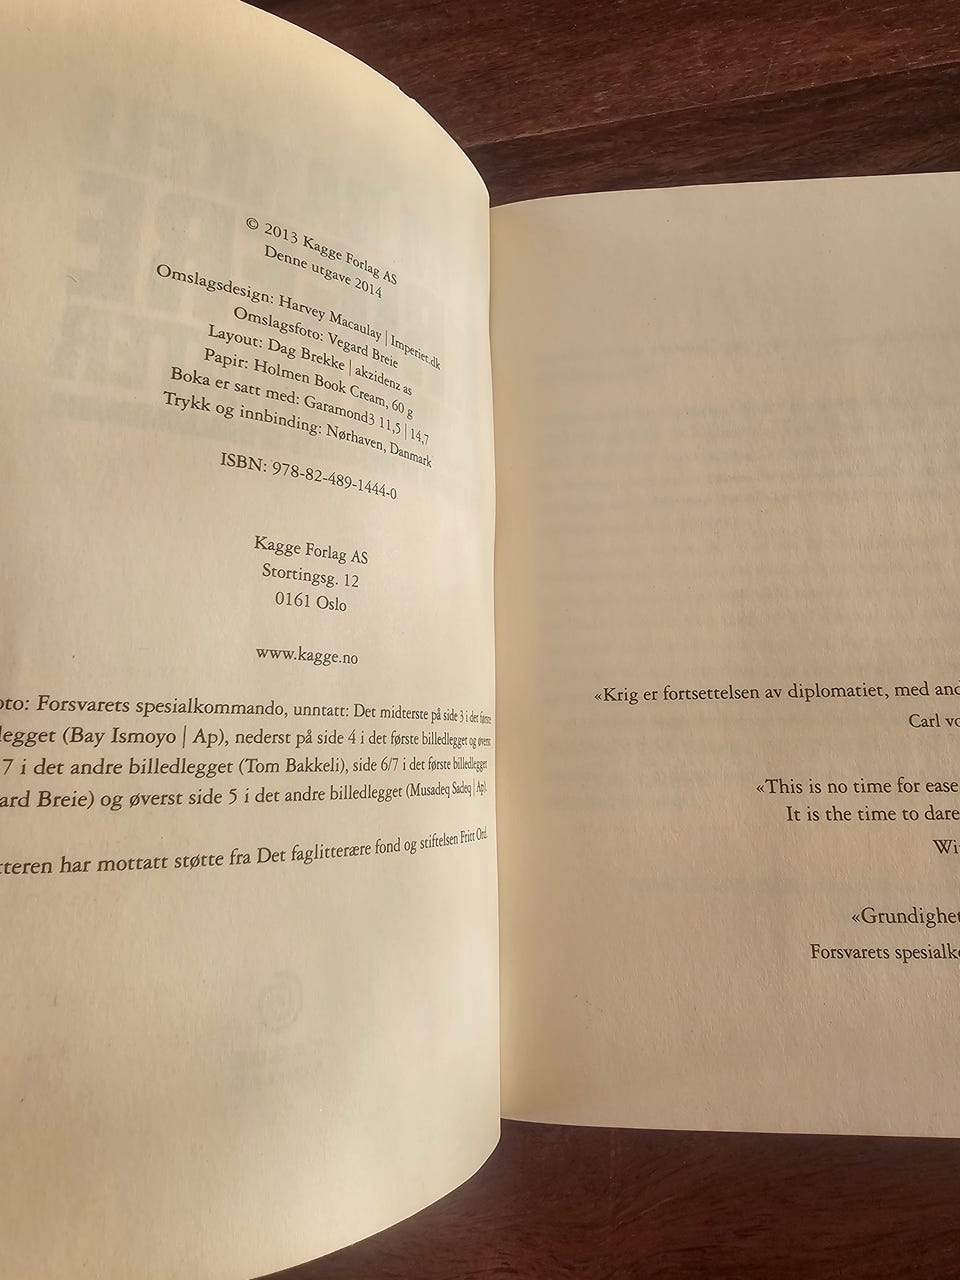 © 2013 Kagge Forlag AS
Denne utgave 2014
Omslagsdesign: Harvey Macaulay | Imperiet.dk
Omslagsfoto: Vegard Breie
Layout: Dag Brekke | akzidenz as
Papir: Holmen Book Cream, 60 g
Boka er satt med: Garamond3 11,5 | 14,7
Trykk og innbinding: Nørhaven, Danmark
ISBN: 978-82-489-1444-0
Kagge Forlag AS
Stortingsg. 12
0161 Oslo
www.kagge.no
oto: Forsvarets spesialkommando, unntatt: Det midterste på side 3 i det første
legget (Bay Ismoyo | Ap), nederst på side 4 i det første billedlegget og øverst
7 i det andre billedlegget (Tom Bakkeli), side 6/7 i det første billedlegget
ard Breie) og øverst side 5 i det andre billedlegget (Musadeq Sadeq | Ap).
tteren har mottatt støtte fra Det faglitterære fond og stiftelsen Fritt Ord.
«Krig er fortsettelsen av diplomatiet, med and
Carl vo
«This is no time for ease
It is the time to dare
Wi
«Grundighet
Forsvarets spesialk